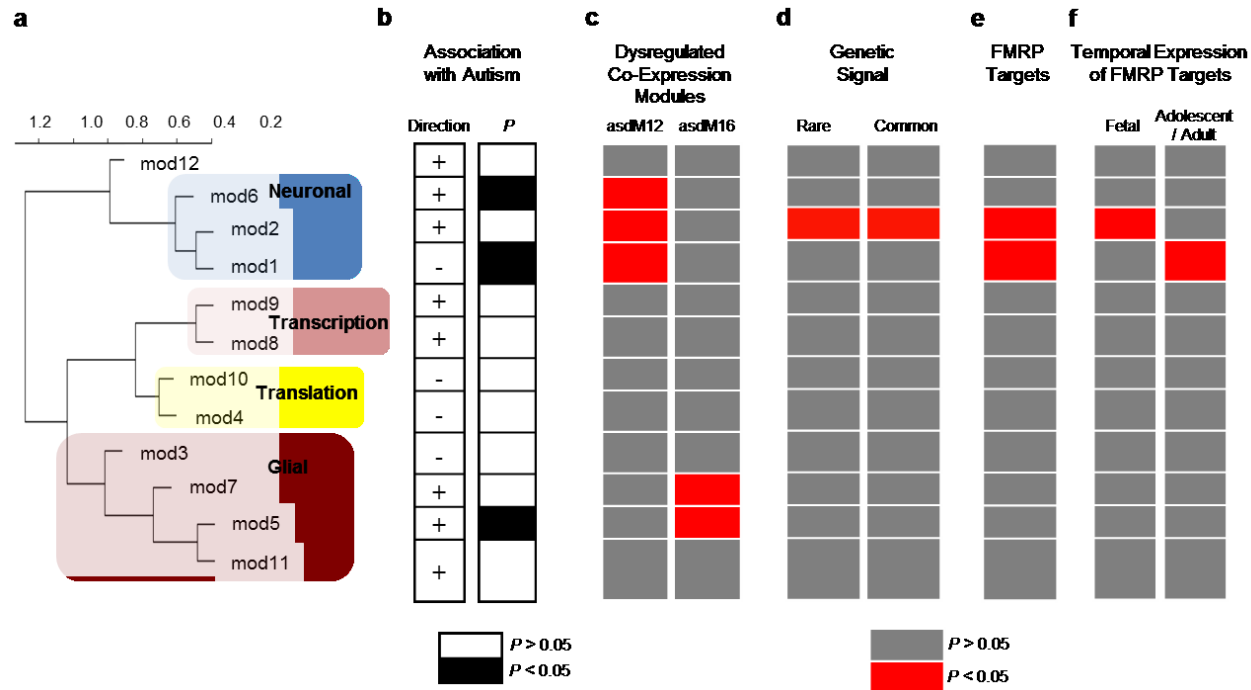 a b c d e f
Association
with Autism
Dysregulated
Co-Expression
Modules
Genetic
Signal
FMRP
Targets
Temporal Expression
of FMRP Targets
1.2 1.0 0.6 0.4 0.2
Direction P asdM12 asdM16 Rare Common Fetal Adolescent
/ Adult
mod12 +
Neuronal
mod6 +
mod2 +
mod1 -
mod9 +
Transcription
mod8 +
mod10 -
Translation
mod4 -
mod3 -
Glial
mod7 +
mod5 +
mod11 +
P > 0.05
P < 0.05
P > 0.05
P < 0.05